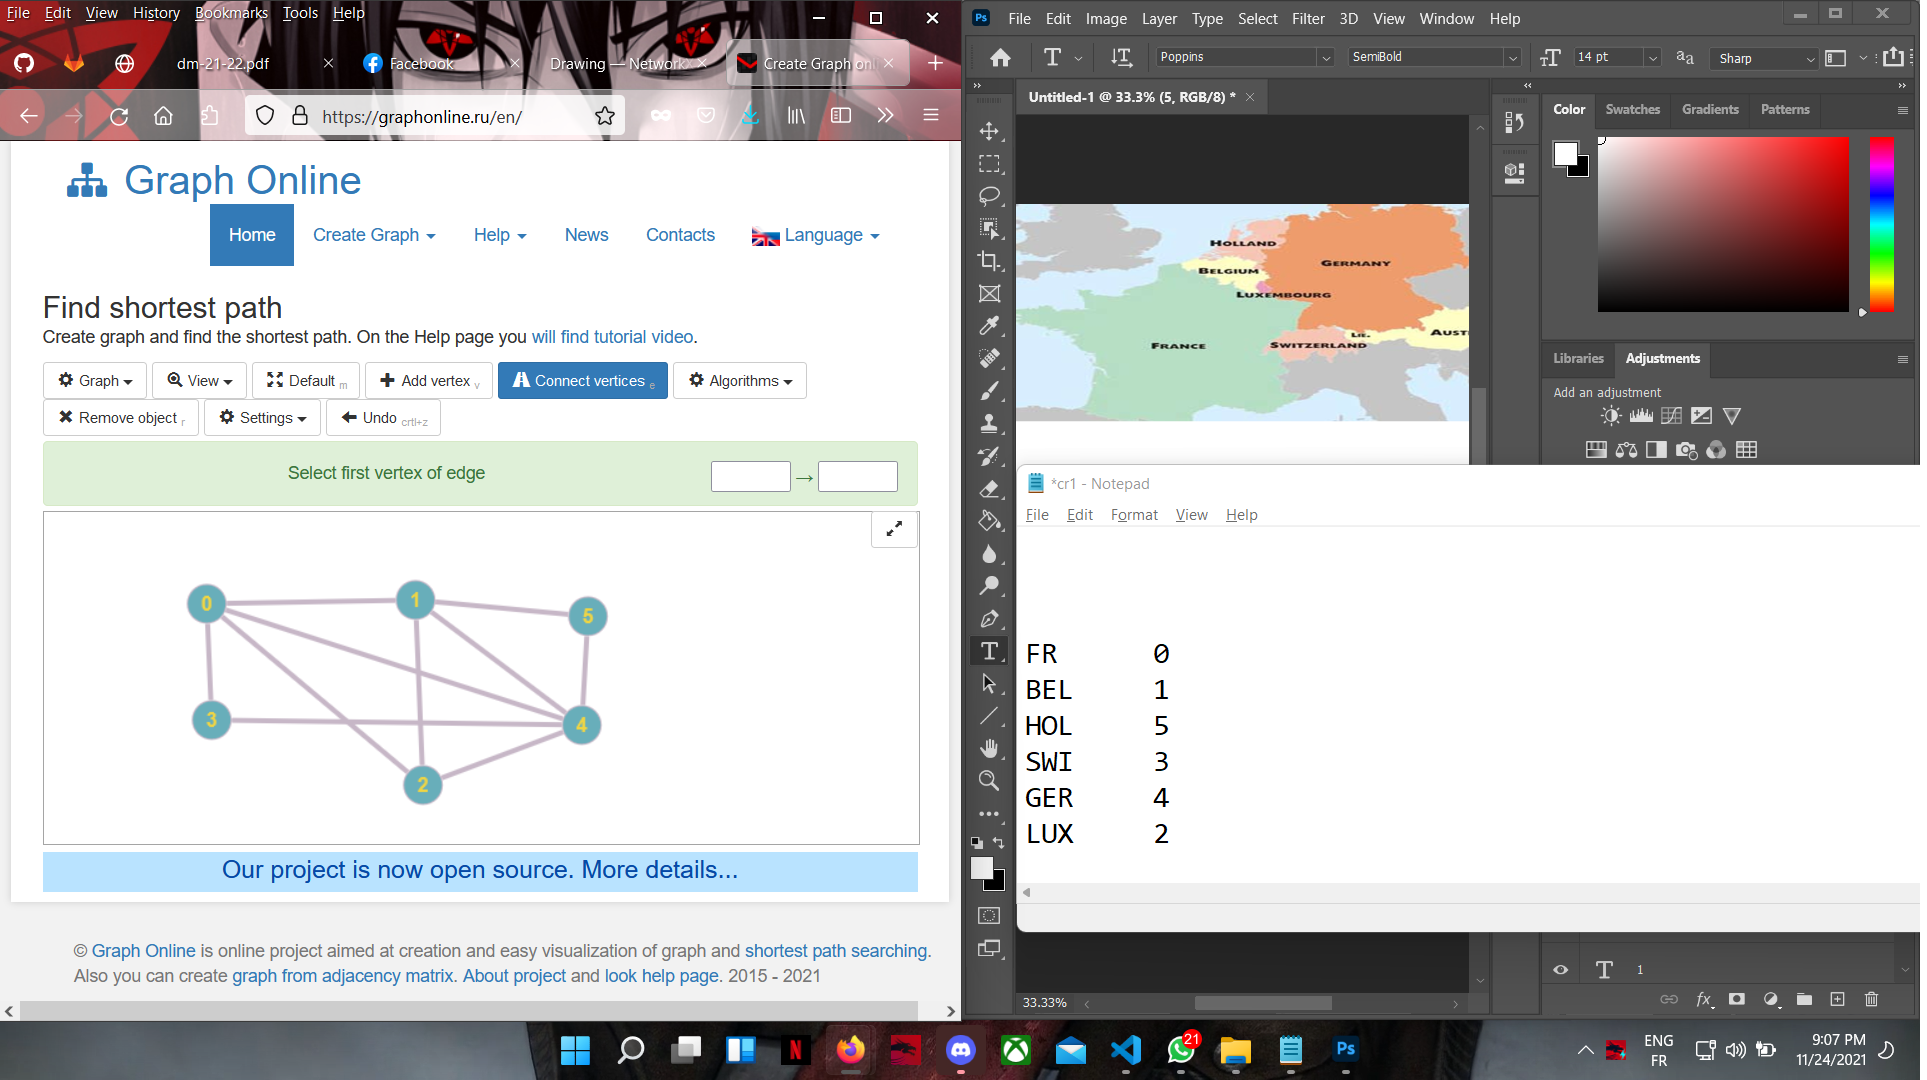 File Edit View History Bookmarks Tools Help
dm-21-22.pdf
Facebook
Drawing — Network
Create Graph onl
https://graphonline.ru/en/
Graph Online
Home Create Graph Help News Contacts Language
Find shortest path
Create graph and find the shortest path. On the Help page you will find tutorial video.
Graph View Default m Add vertex v Connect vertices e Algorithms
Remove object r Settings Undo crtl+z
Select first vertex of edge
0
1
5
3
4
2
Our project is now open source. More details...
© Graph Online is online project aimed at creation and easy visualization of graph and shortest path searching.
Also you can create graph from adjacency matrix. About project and look help page. 2015 - 2021
Ps File Edit Image Layer Type Select Filter 3D View Window Help
T Poppins SemiBold 14 pt aa Sharp
Untitled-1 @ 33.3% (5, RGB/8) *
HOLLAND
GERMANY
BELGIUM
LUXEMBOURG
LIE.
AUST
FRANCE
SWITZERLAND
Color Swatches Gradients Patterns
Libraries Adjustments
Add an adjustment
*cr1 - Notepad
File Edit Format View Help
FR 0
BEL 1
HOL 5
SWI 3
GER 4
LUX 2
T 1
fx
33.33%
N
21
Ps
ENG
FR
9:07 PM
11/24/2021